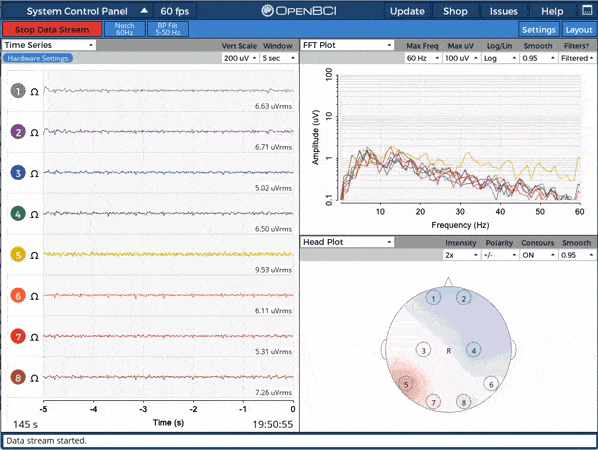 System Control Panel 60 fps OPENBCI Update Shop Issues Help
Stop Data Stream Notch 60Hz BP Filt 5-50 Hz Settings Layout
Time Series Vert Scale Window
Hardware Settings 200 uV 5 sec
1 Ω
6.63 uVrms
2 Ω
6.71 uVrms
3 Ω
5.02 uVrms
4 Ω
6.50 uVrms
5 Ω
9.53 uVrms
6 Ω
6.11 uVrms
7 Ω
5.31 uVrms
8 Ω
7.26 uVrms
-5 -4 -3 -2 -1 0
145 s Time (s) 19:50:55
FFT Plot Max Freq Max uV Log/Lin Smooth Filters?
60 Hz 100 uV Log 0.95 Filtered
100
10
1
0.1
Amplitude (uV)
10 20 30 40 50 60
Frequency (Hz)
Head Plot Intensity Polarity Contours Smooth
2x +/- ON 0.95
1 2
3 R 4
5 6
7 8
Data stream started.